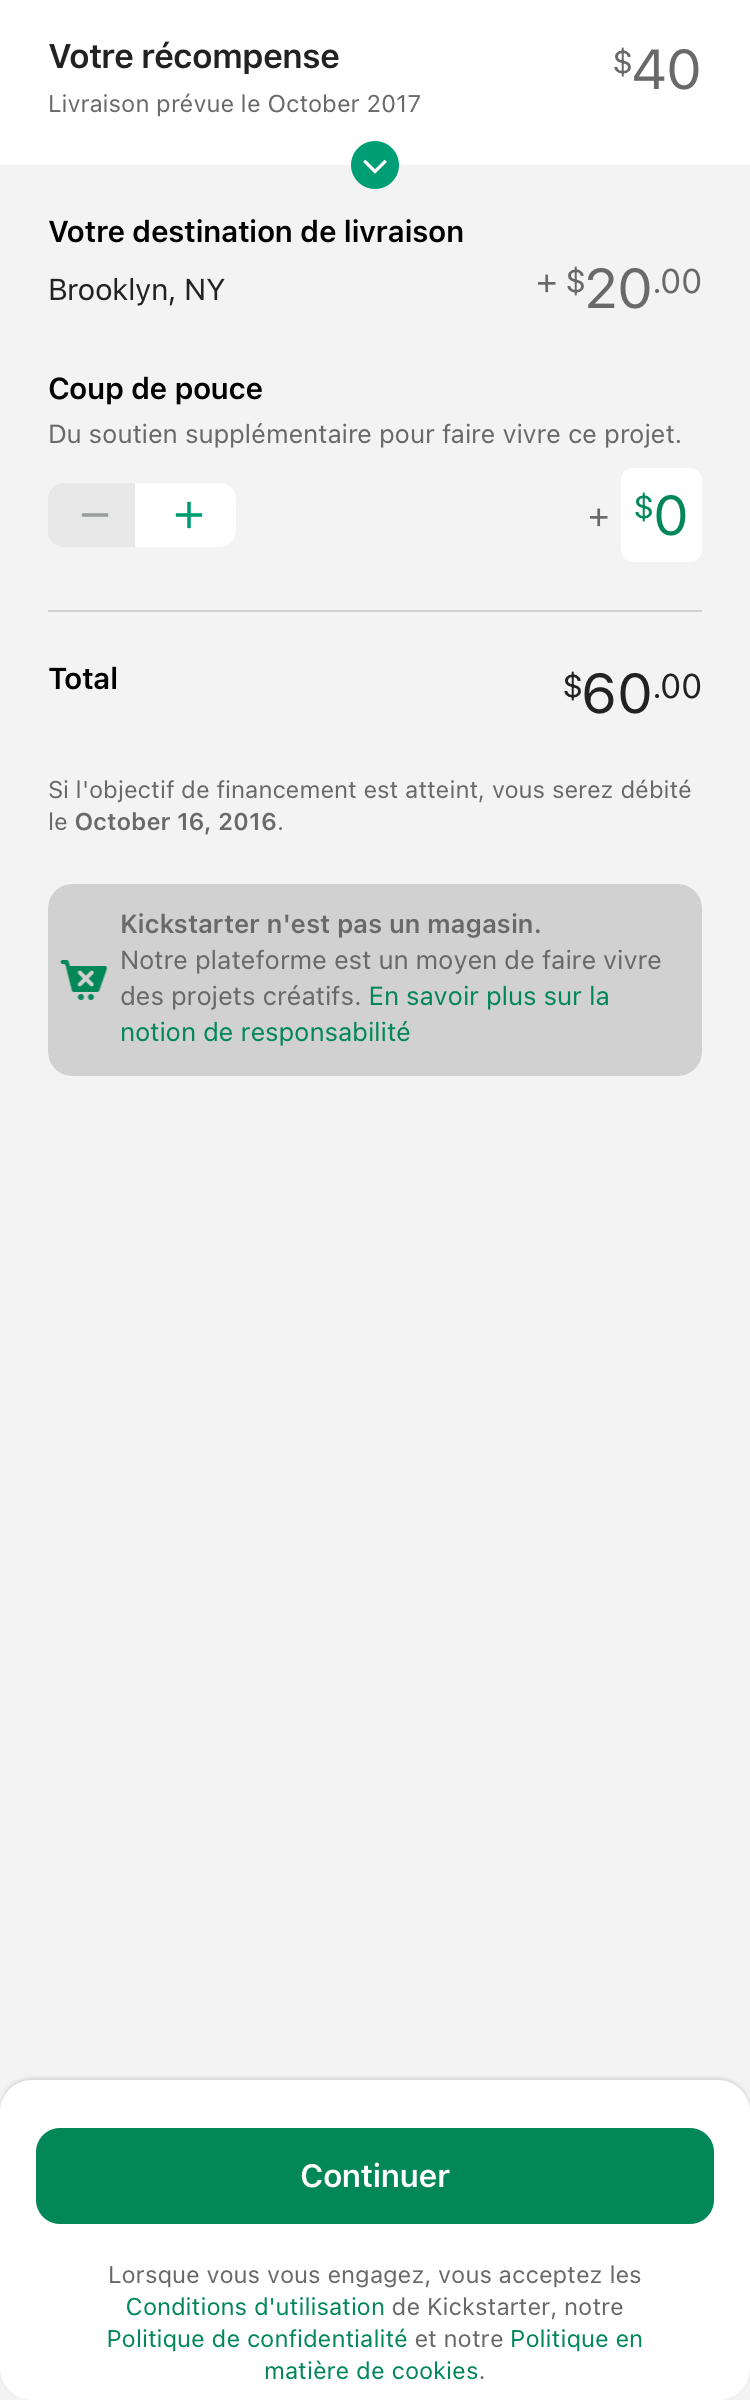 Votre récompense
$40
Livraison prévue le October 2017
Votre destination de livraison
Brooklyn, NY
+ $20.00
Coup de pouce
Du soutien supplémentaire pour faire vivre ce projet.
− +
+ $0
Total
$60.00
Si l'objectif de financement est atteint, vous serez débité
le October 16, 2016.
Kickstarter n'est pas un magasin.
Notre plateforme est un moyen de faire vivre
des projets créatifs. En savoir plus sur la
notion de responsabilité
Continuer
Lorsque vous vous engagez, vous acceptez les
Conditions d'utilisation de Kickstarter, notre
Politique de confidentialité et notre Politique en
matière de cookies.